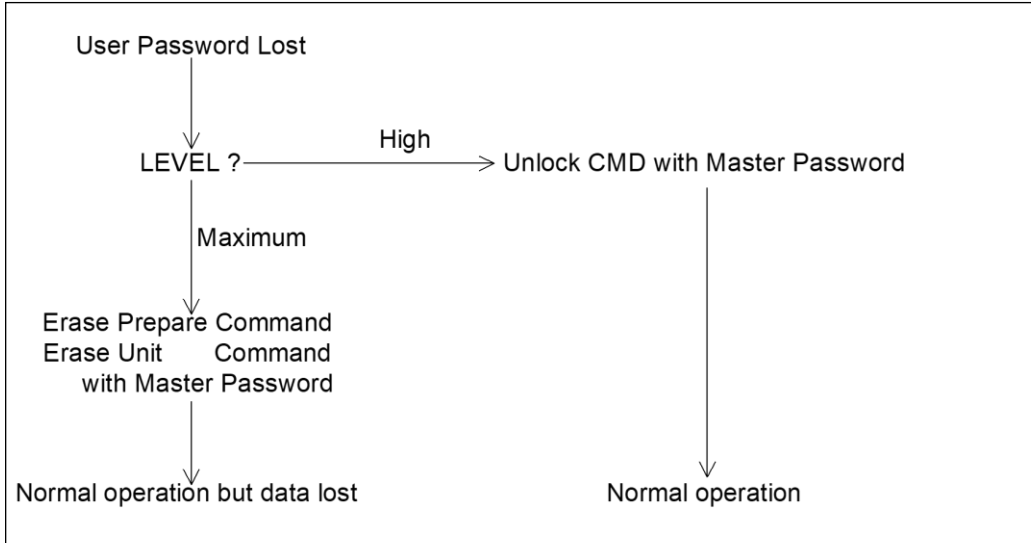 User Password Lost
High
LEVEL ?
Unlock CMD with Master Password
Maximum
Erase Prepare Command
Erase Unit Command
with Master Password
Normal operation but data lost
Normal operation